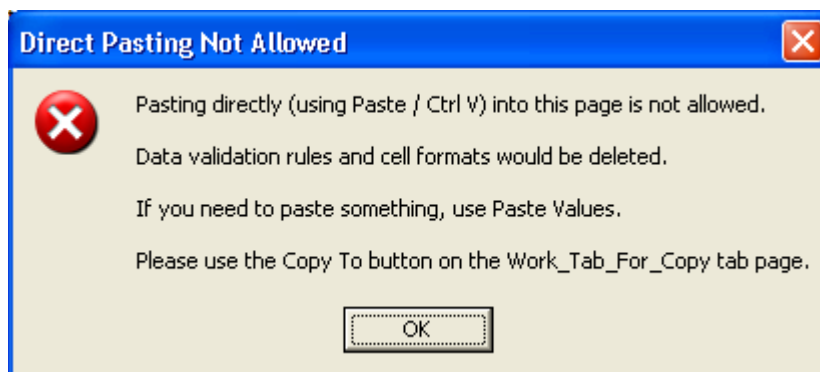 Direct Pasting Not Allowed
Pasting directly (using Paste / Ctrl V) into this page is not allowed.
Data validation rules and cell formats would be deleted.
If you need to paste something, use Paste Values.
Please use the Copy To button on the Work_Tab_For_Copy tab page.
OK